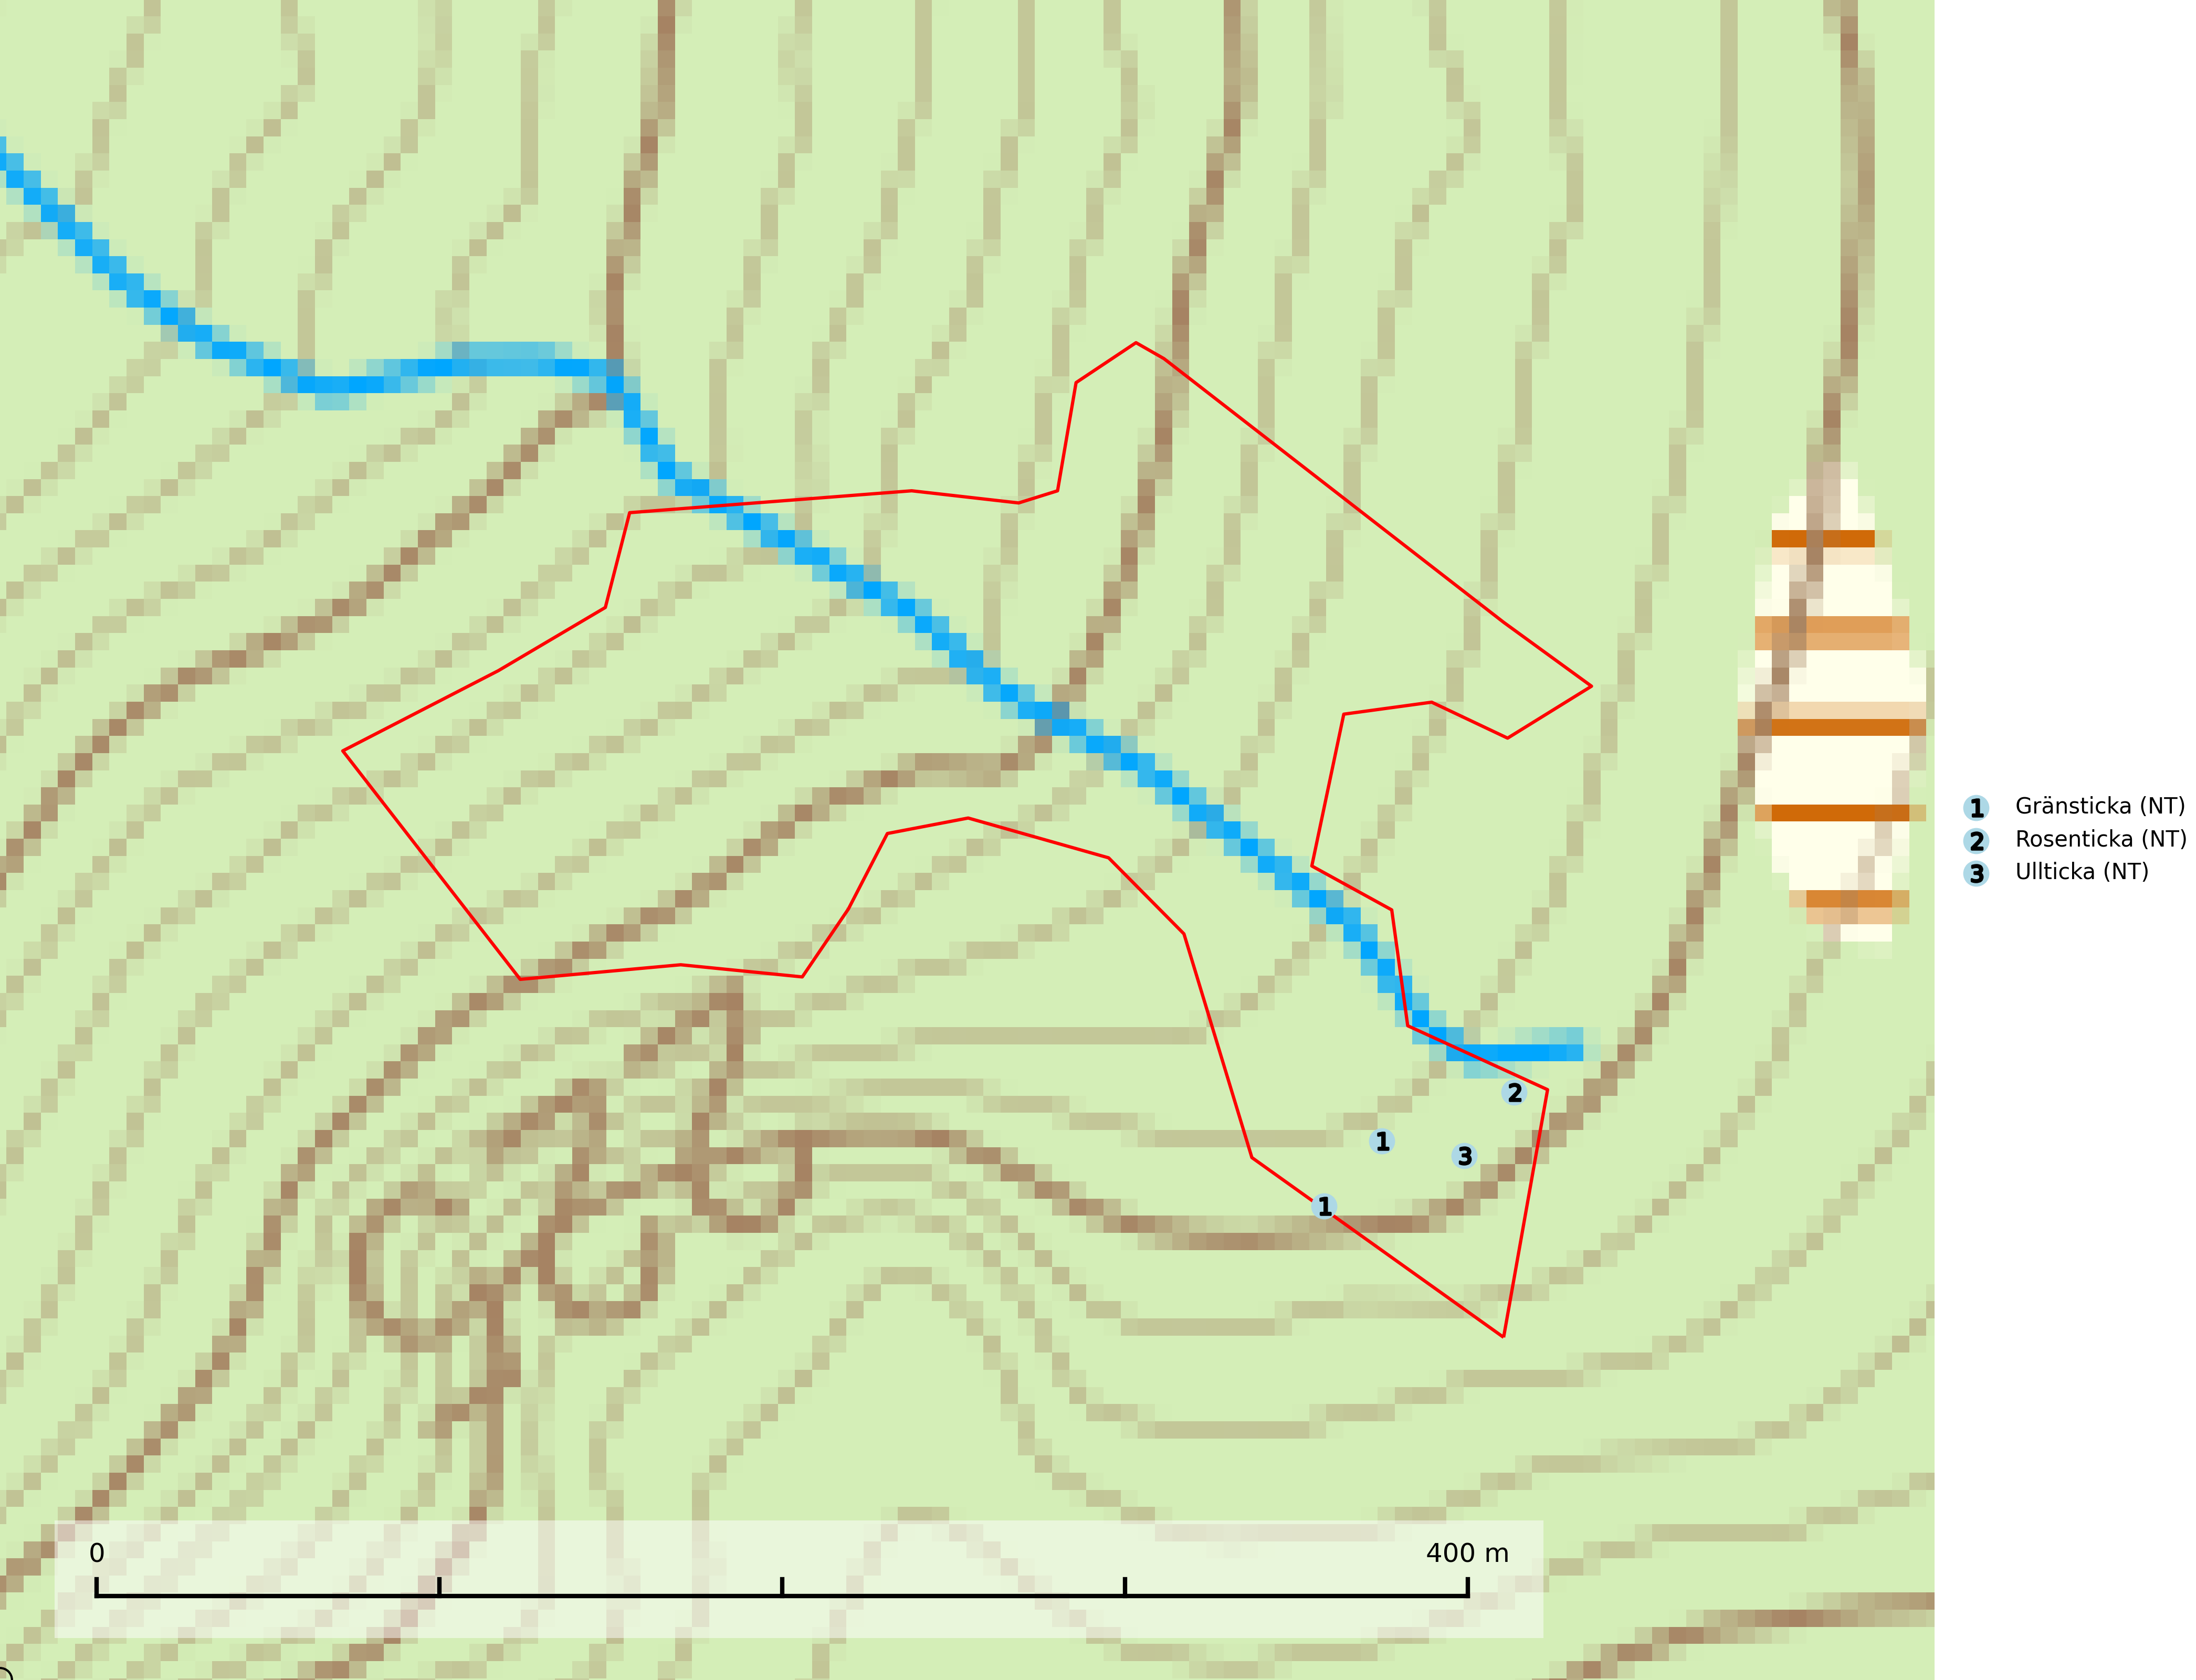 1 Gränsticka (NT)
2 Rosenticka (NT)
3 Ullticka (NT)
2
1
3
1
0 400 m